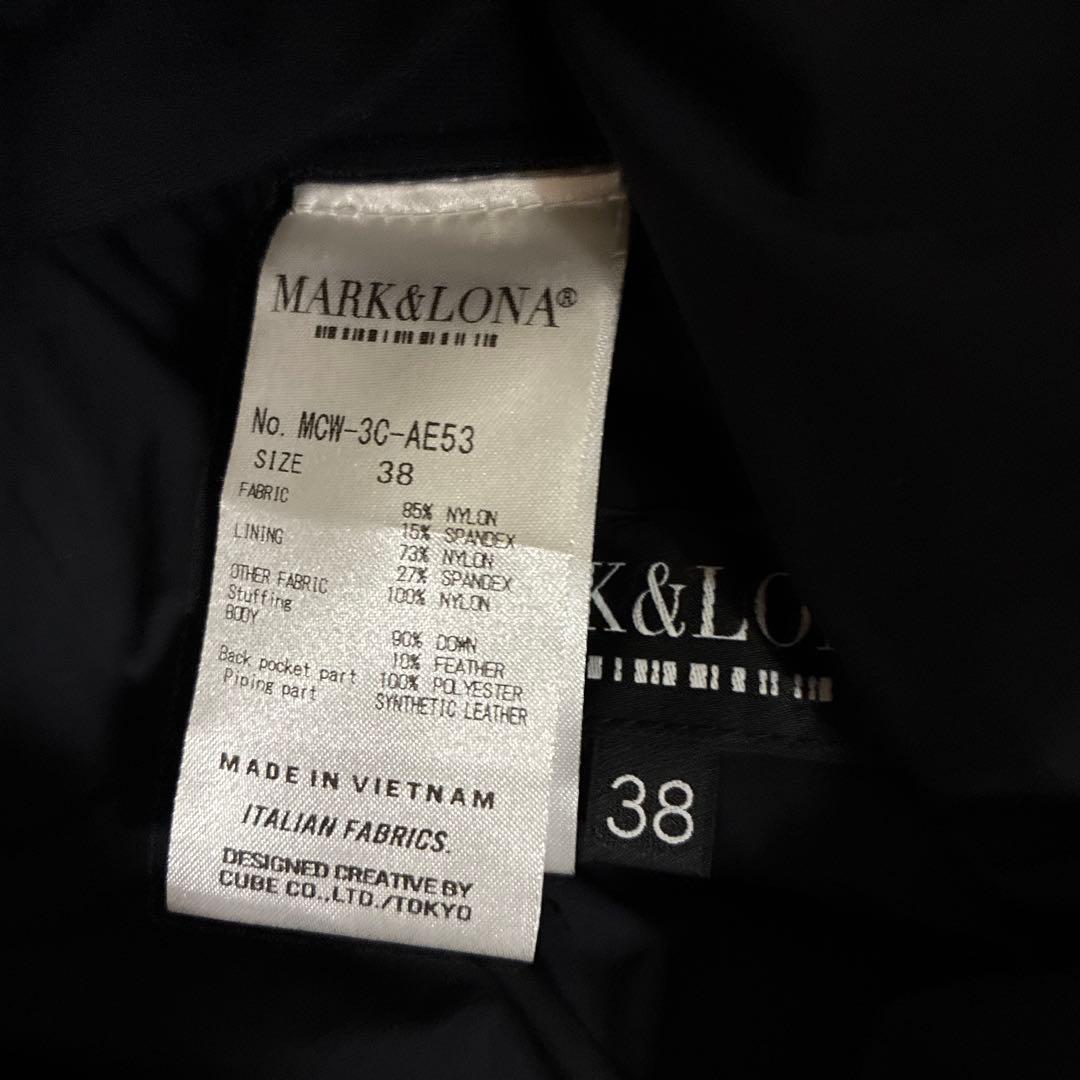 MARK&LONA®
No. MCW-3C-AE53
SIZE 38
FABRIC
85% NYLON
15% SPANDEX
LINING
73% NYLON
27% SPANDEX
OTHER FABRIC
100% NYLON
Stuffing
BODY
90% DOWN
10% FEATHER
Back pocket part
100% POLYESTER
Piping part
SYNTHETIC LEATHER
MADE IN VIETNAM
ITALIAN FABRICS.
DESIGNED CREATIVE BY
CUBE CO.,LTD./TOKYO
K&LONA
38